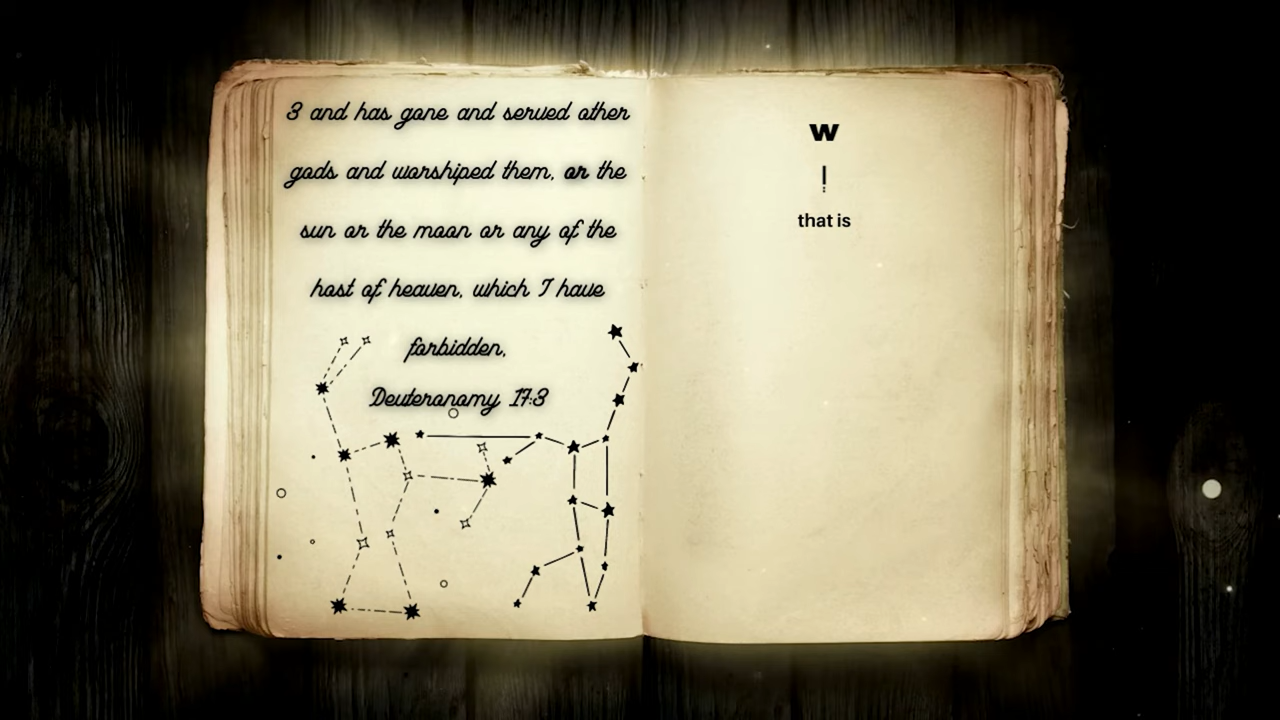 3 and has gone and served other
gods and worshiped them, or the
sun or the moon or any of the
host of heaven, which I have
forbidden,
Deuteronomy 17:3
w
that is